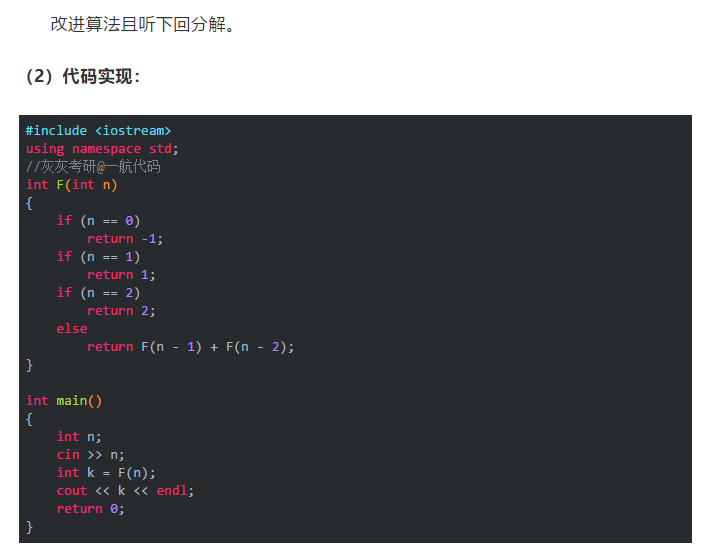 改进算法且听下回分解。
（2）代码实现：
#include <iostream>
using namespace std;
//灰灰考研@一航代码
int F(int n)
{
    if (n == 0)
        return -1;
    if (n == 1)
        return 1;
    if (n == 2)
        return 2;
    else
        return F(n - 1) + F(n - 2);
}
int main()
{
    int n;
    cin >> n;
    int k = F(n);
    cout << k << endl;
    return 0;
}